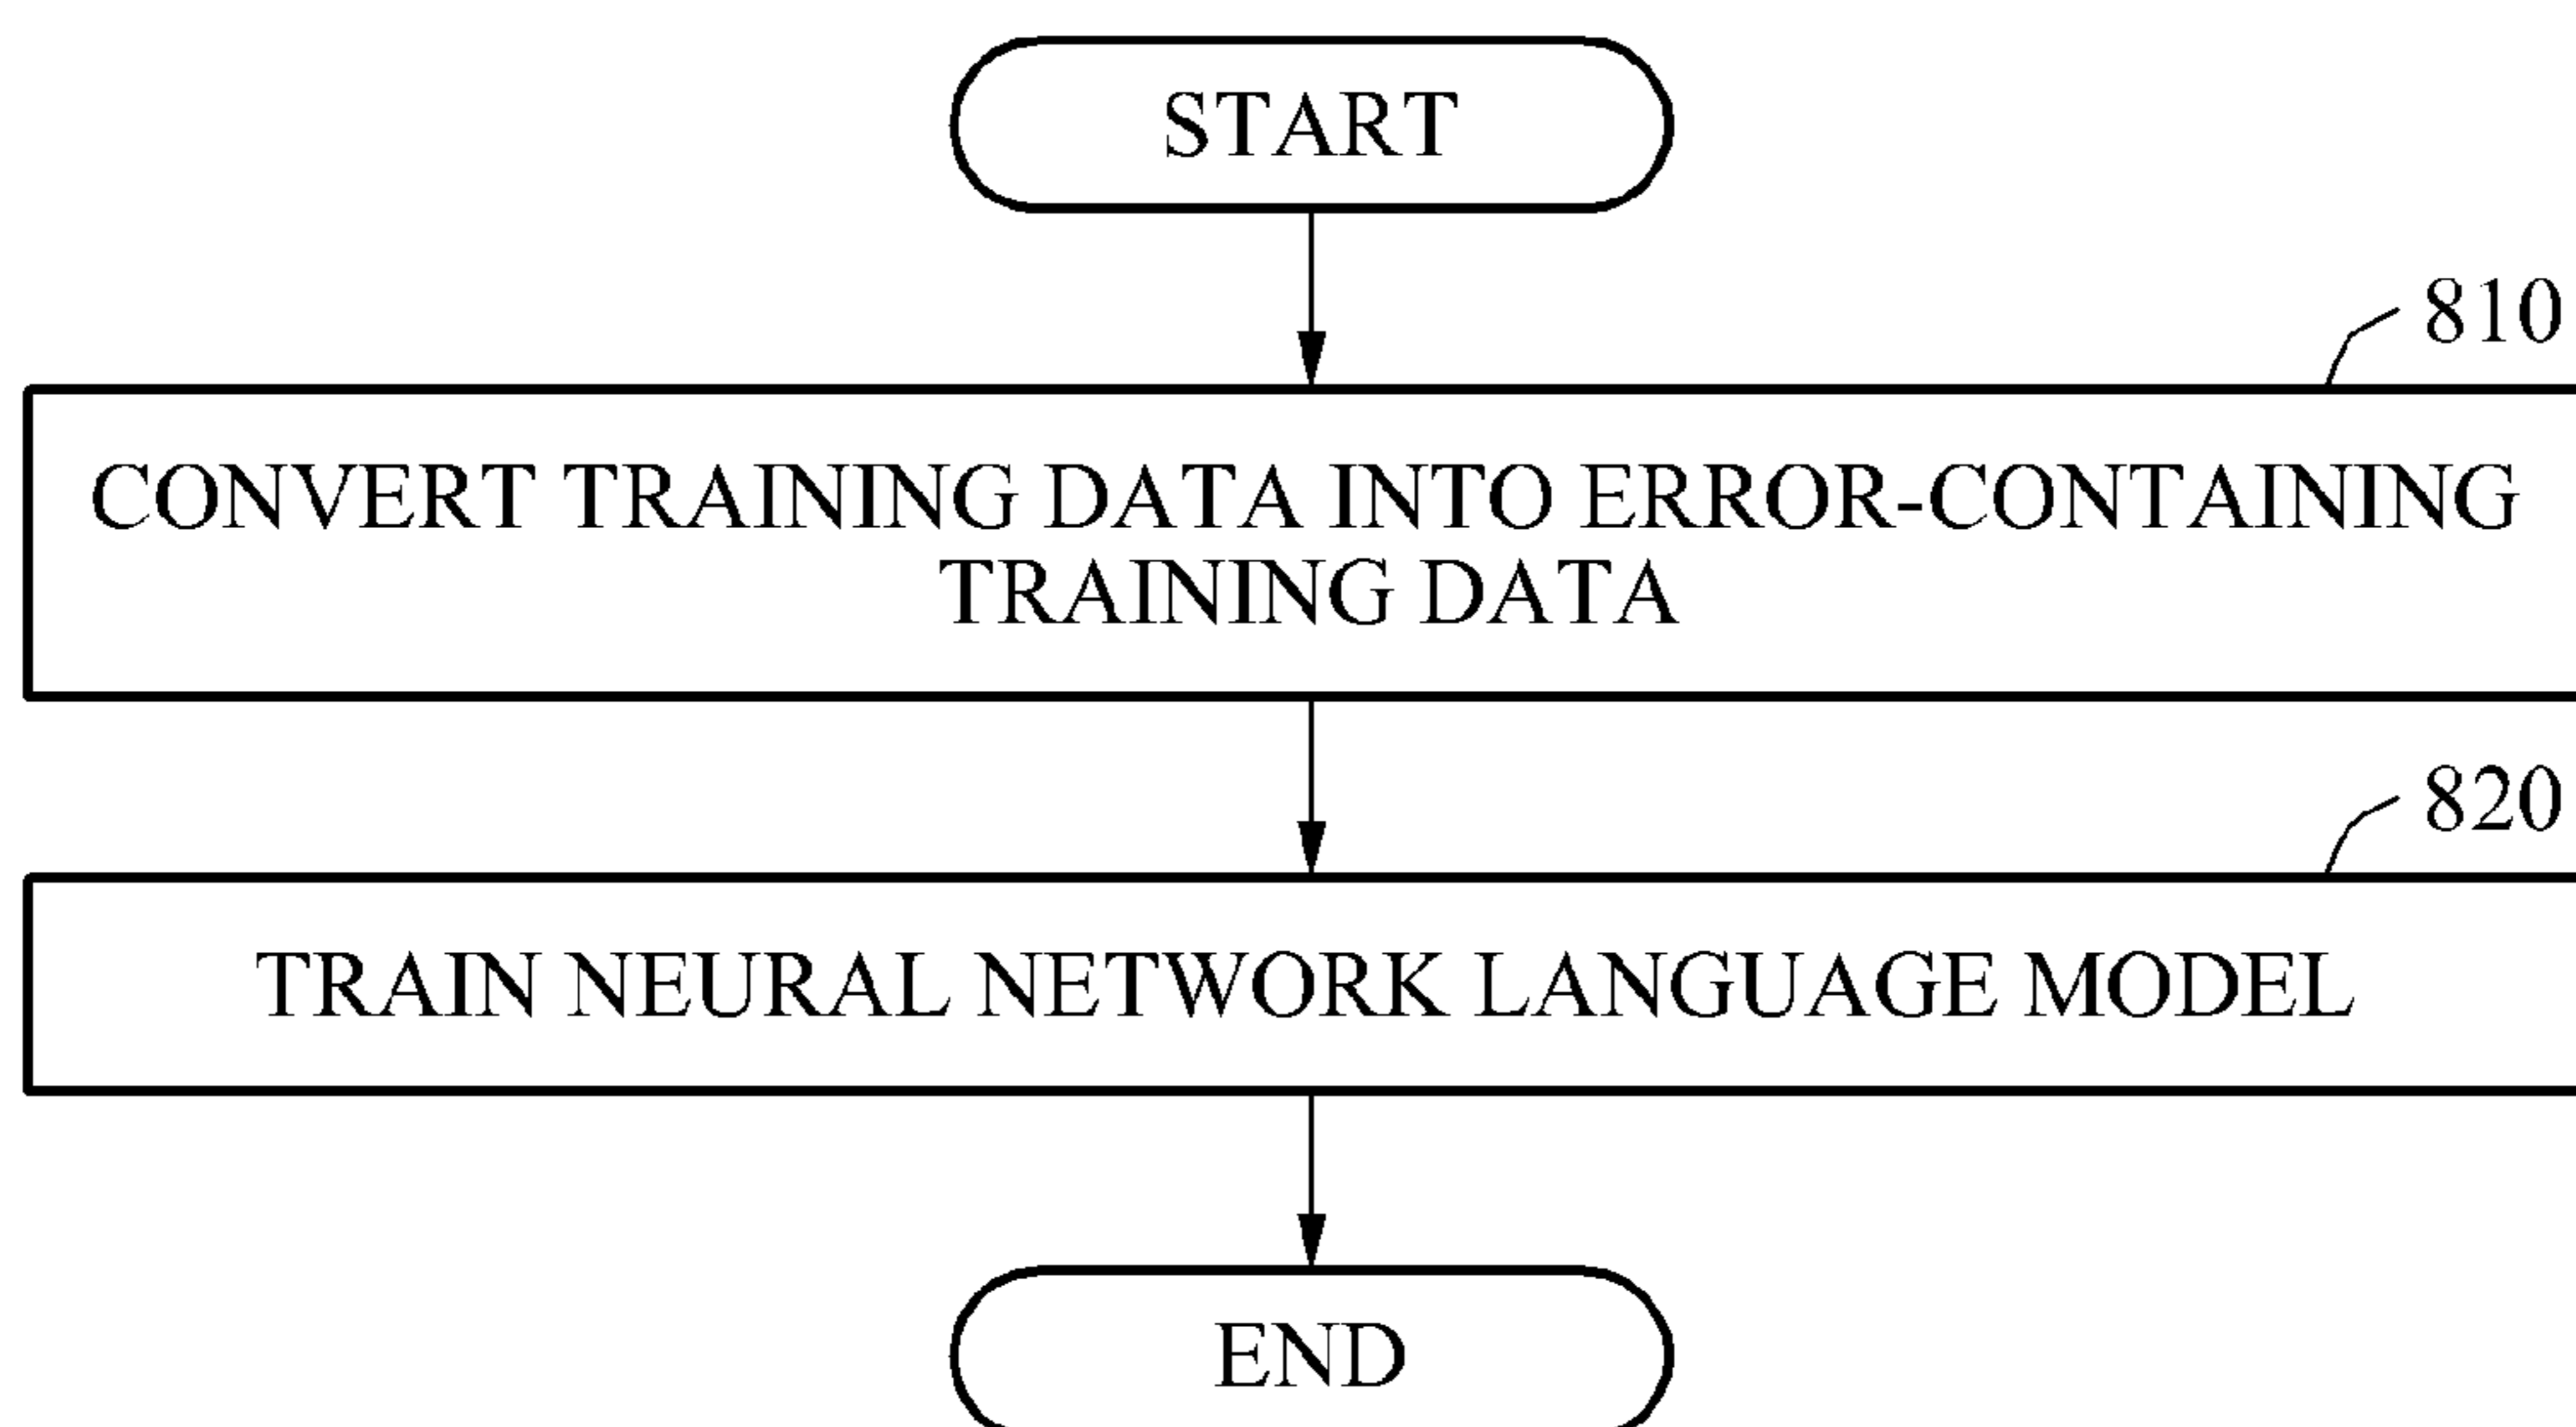 START
810
CONVERT TRAINING DATA INTO ERROR-CONTAINING
TRAINING DATA
820
TRAIN NEURAL NETWORK LANGUAGE MODEL
END